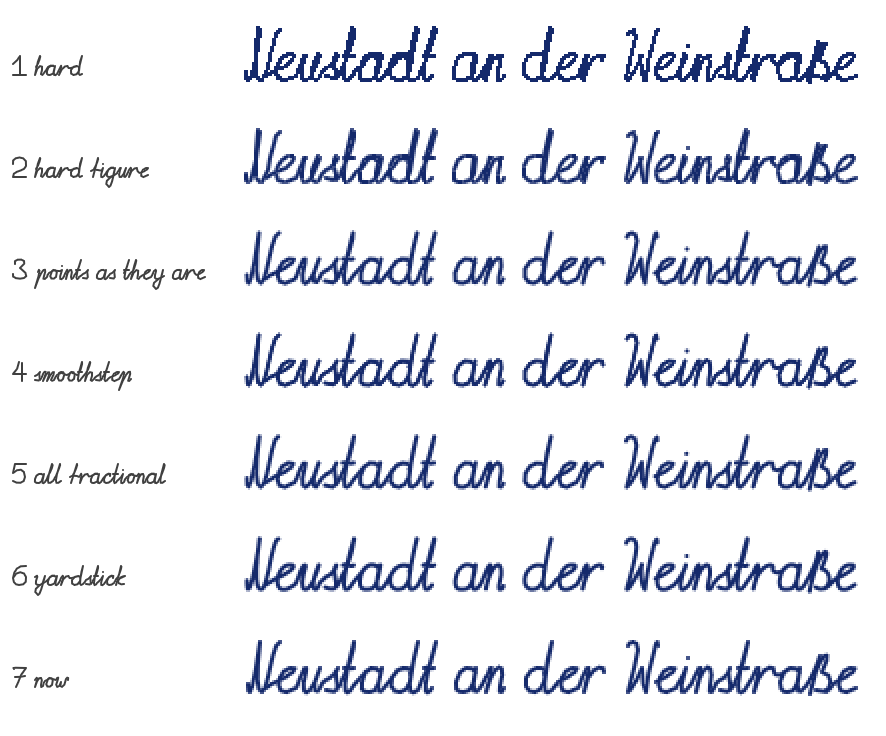 1 hard Neustadt an der Weinstraße
2 hard figure Neustadt an der Weinstraße
3 points as they are Neustadt an der Weinstraße
4 smoothstep Neustadt an der Weinstraße
5 all fractional Neustadt an der Weinstraße
6 yardstick Neustadt an der Weinstraße
7 now Neustadt an der Weinstraße